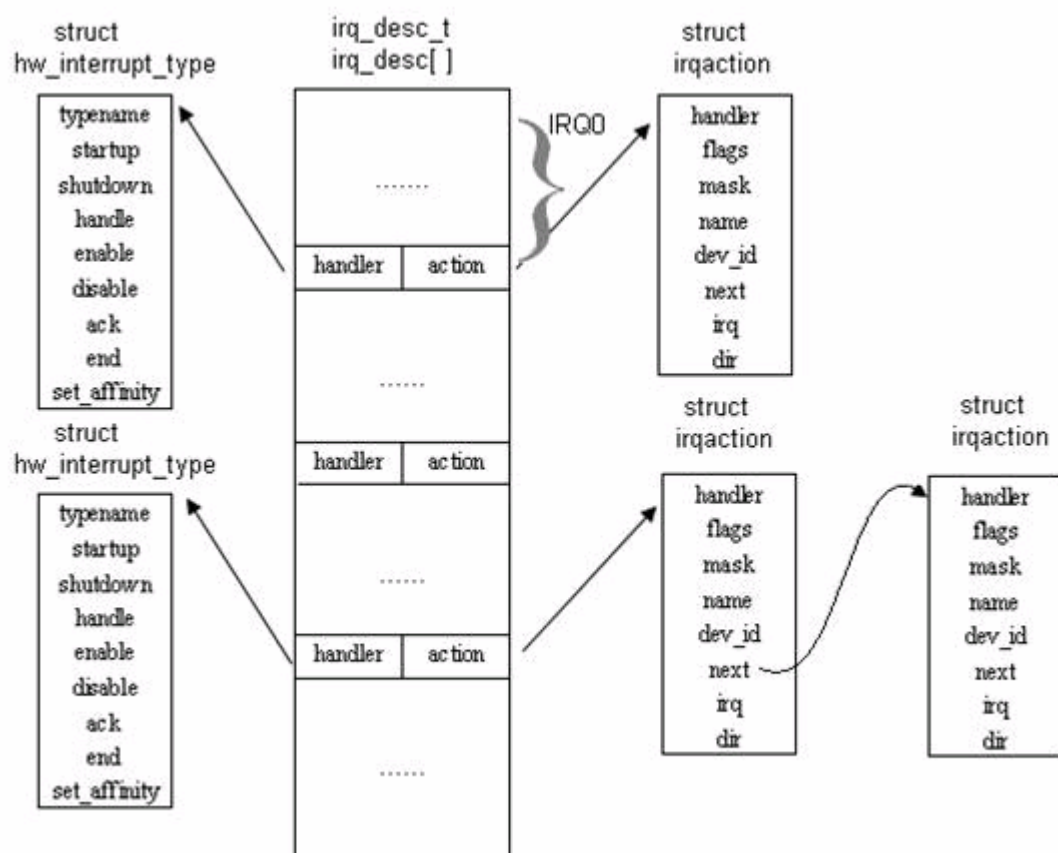 struct
hw_interrupt_type
typename
startup
shutdown
handle
enable
disable
ack
end
set_affinity
struct
hw_interrupt_type
typename
startup
shutdown
handle
enable
disable
ack
end
set_affinity
irq_desc_t
irq_desc[ ]
IRQ0
.......
handler action
......
handler action
......
handler action
......
struct
irqaction
handler
flags
mask
name
dev_id
next
irq
dir
struct
irqaction
handler
flags
mask
name
dev_id
next
irq
dir
struct
irqaction
handler
flags
mask
name
dev_id
next
irq
dir